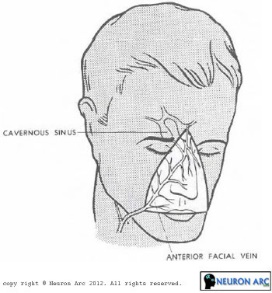 CAVERNOUS SINUS
ANTERIOR FACIAL VEIN
copy right @ Neuron Arc 2012. All rights reserved.
NEURON ARC